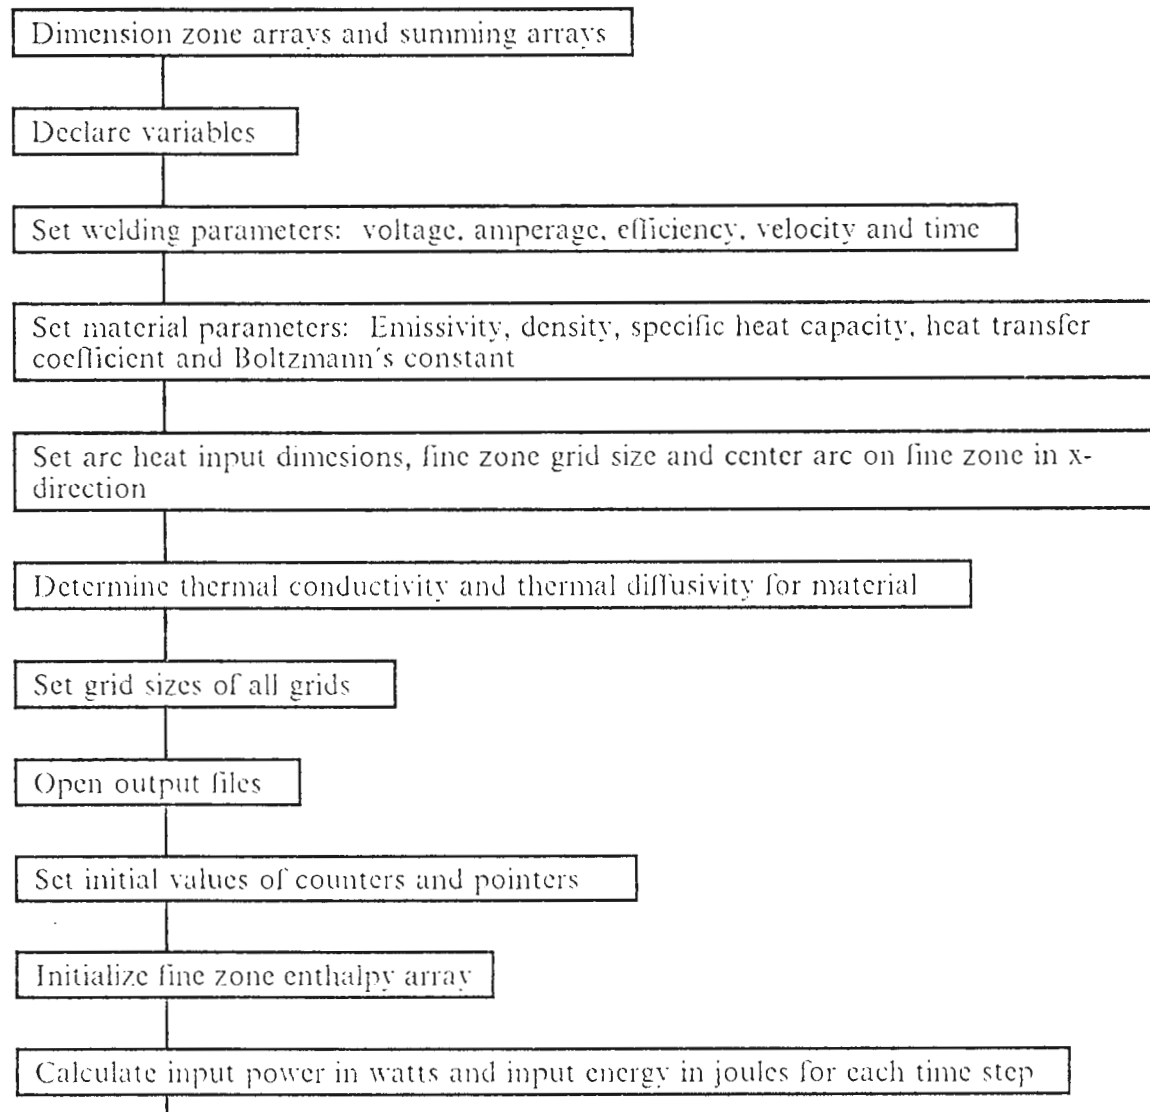 Dimension zone arrays and summing arrays
Declare variables
Set welding parameters: voltage, amperage, efficiency, velocity and time
Set material parameters: Emissivity, density, specific heat capacity, heat transfer
coefficient and Boltzmann's constant
Set arc heat input dimesions, fine zone grid size and center arc on fine zone in x-
direction
Determine thermal conductivity and thermal diffusivity for material
Set grid sizes of all grids
Open output files
Set initial values of counters and pointers
Initialize fine zone enthalpy array
Calculate input power in watts and input energy in joules for each time step